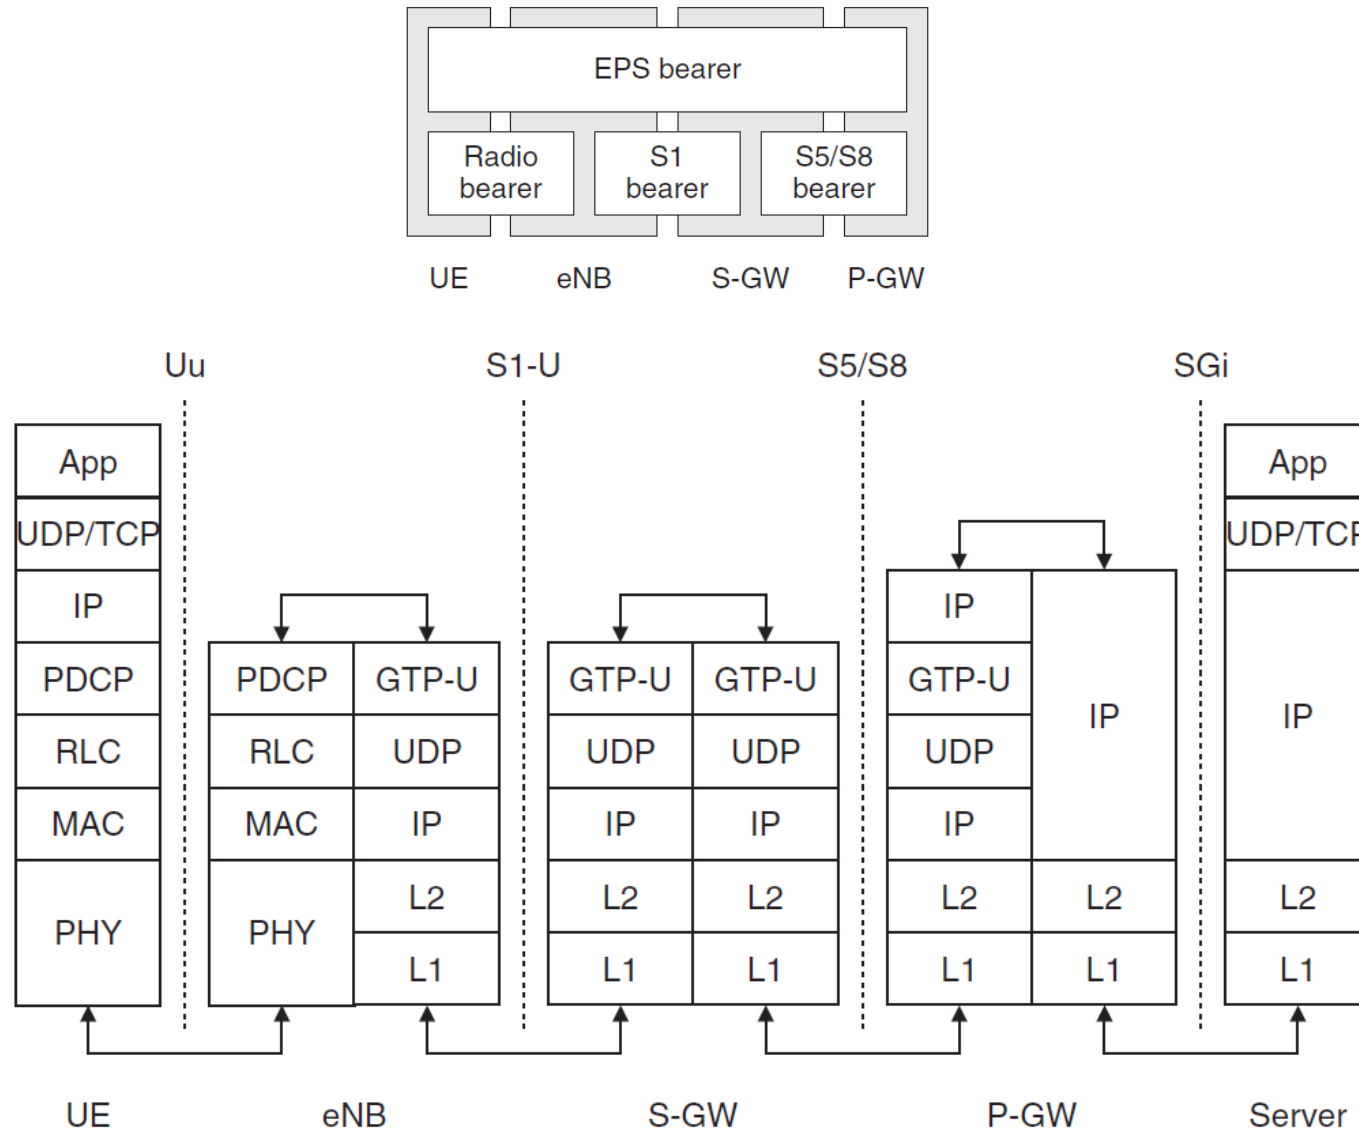 EPS bearer
Radio
bearer
S1
bearer
S5/S8
bearer
UE eNB S-GW P-GW
Uu S1-U S5/S8 SGi
App App
UDP/TCP UDP/TCP
IP IP
PDCP PDCP GTP-U GTP-U GTP-U GTP-U
IP IP
RLC RLC UDP UDP UDP UDP
MAC MAC IP IP IP IP
L2 L2 L2 L2 L2 L2
PHY PHY
L1 L1 L1 L1 L1 L1
UE eNB S-GW P-GW Server